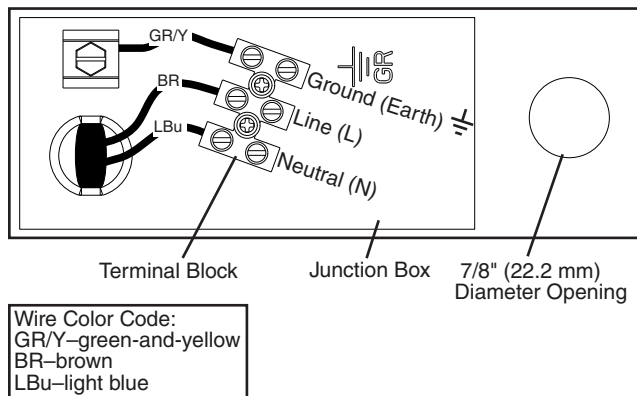 GR/Y
GR
BR
Ground (Earth)
LBu
Line (L)
Neutral (N)
Terminal Block
Junction Box
7/8" (22.2 mm)
Diameter Opening
Wire Color Code:
GR/Y–green-and-yellow
BR–brown
LBu–light blue